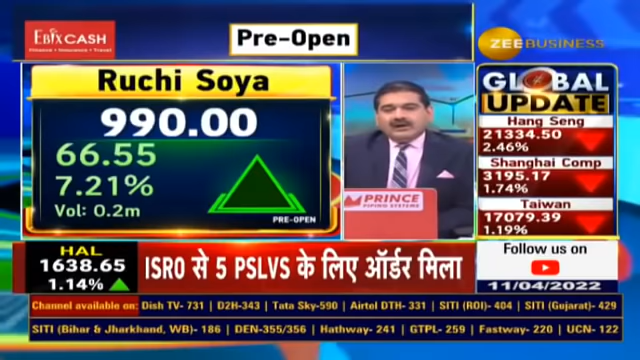 EBIXCASH
Finance • Insurance • Travel
Pre-Open
ZEE BUSINESS
Ruchi Soya
990.00
66.55
7.21%
Vol: 0.2m
PRE-OPEN
PRINCE
PIPING SYSTEMS
GLOBAL
UPDATE
Hang Seng
21334.50
2.46%
Shanghai Comp
3195.17
1.74%
Taiwan
17079.39
1.19%
HAL
1638.65
1.14%
ISRO से 5 PSLVS के लिए ऑर्डर मिला
Follow us on
11/04/2022
Channel available on: Dish TV- 731 | D2H-343 | Tata Sky-590 | Airtel DTH- 331 | SITI (ROI)- 404 | SITI (Gujarat)- 429
SITI (Bihar & Jharkhand, WB)- 186 | DEN-355/356 | Hathway- 241 | GTPL- 259 | Fastway- 220 | UCN- 122